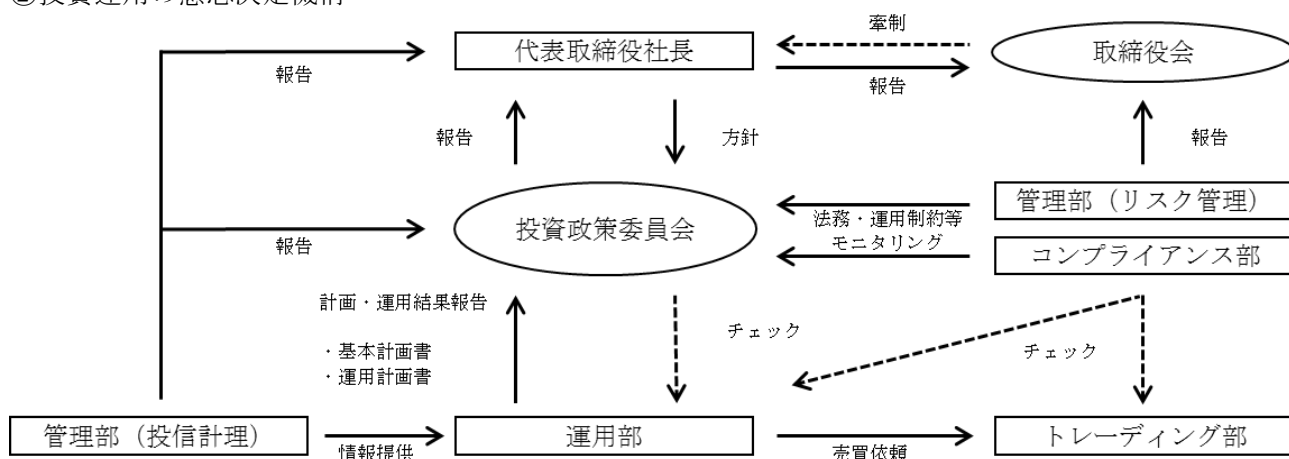 ②投資運用の意思決定機構
代表取締役社長
牽制
取締役会
報告
報告
報告
方針
報告
投資政策委員会
管理部（リスク管理）
法務・運用制約等
モニタリング
コンプライアンス部
報告
計画・運用結果報告
チェック
チェック
・基本計画書
・運用計画書
管理部（投信計理）
運用部
トレーディング部
情報提供
売買依頼